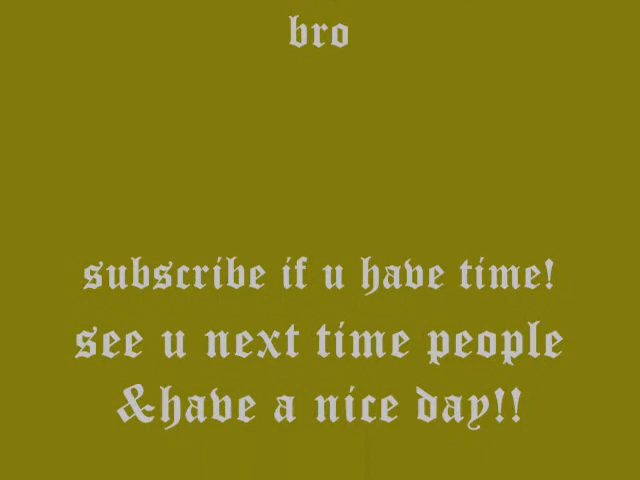 bro
subscribe if u have time!
see u next time people
&have a nice day!!